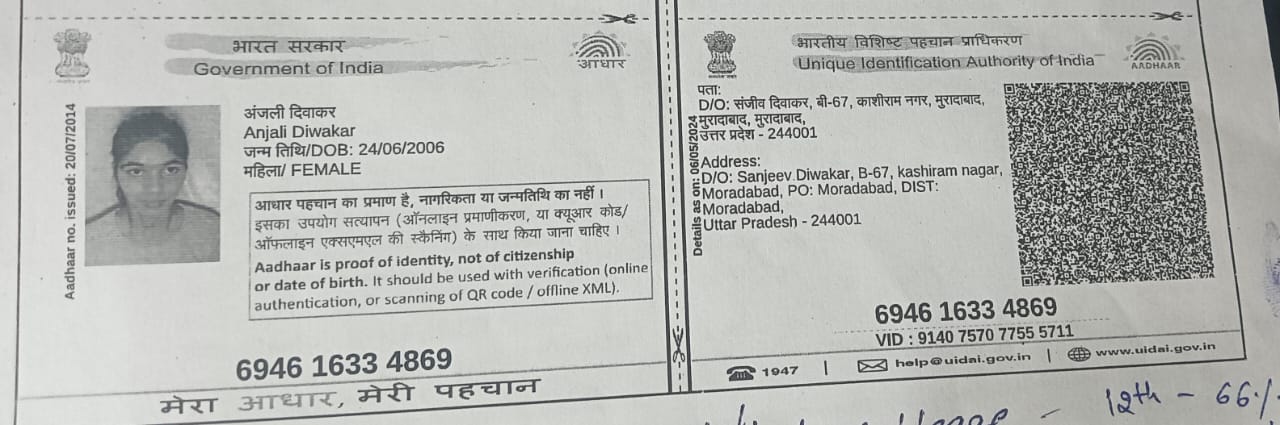 भारत सरकार
Government of India
आधार
Aadhaar no. issued: 20/07/2014
अंजली दिवाकर
Anjali Diwakar
जन्म तिथि/DOB: 24/06/2006
महिला/ FEMALE
आधार पहचान का प्रमाण है, नागरिकता या जन्मतिथि का नहीं ।
इसका उपयोग सत्यापन (ऑनलाइन प्रमाणीकरण, या क्यूआर कोड/
ऑफलाइन एक्सएमएल की स्कैनिंग) के साथ किया जाना चाहिए ।
Aadhaar is proof of identity, not of citizenship
or date of birth. It should be used with verification (online
authentication, or scanning of QR code / offline XML).
6946 1633 4869
मेरा आधार, मेरी पहचान
भारतीय विशिष्ट पहचान प्राधिकरण
Unique Identification Authority of India
AADHAAR
Details as on: 06/05/2024
पता:
D/O: संजीव दिवाकर, बी-67, काशीराम नगर, मुरादाबाद,
मुरादाबाद, मुरादाबाद,
उत्तर प्रदेश - 244001
Address:
D/O: Sanjeev Diwakar, B-67, kashiram nagar,
Moradabad, PO: Moradabad, DIST:
Moradabad,
Uttar Pradesh - 244001
6946 1633 4869
VID : 9140 7570 7755 5711
1947 | help@uidai.gov.in | www.uidai.gov.in
- 12th - 66 %